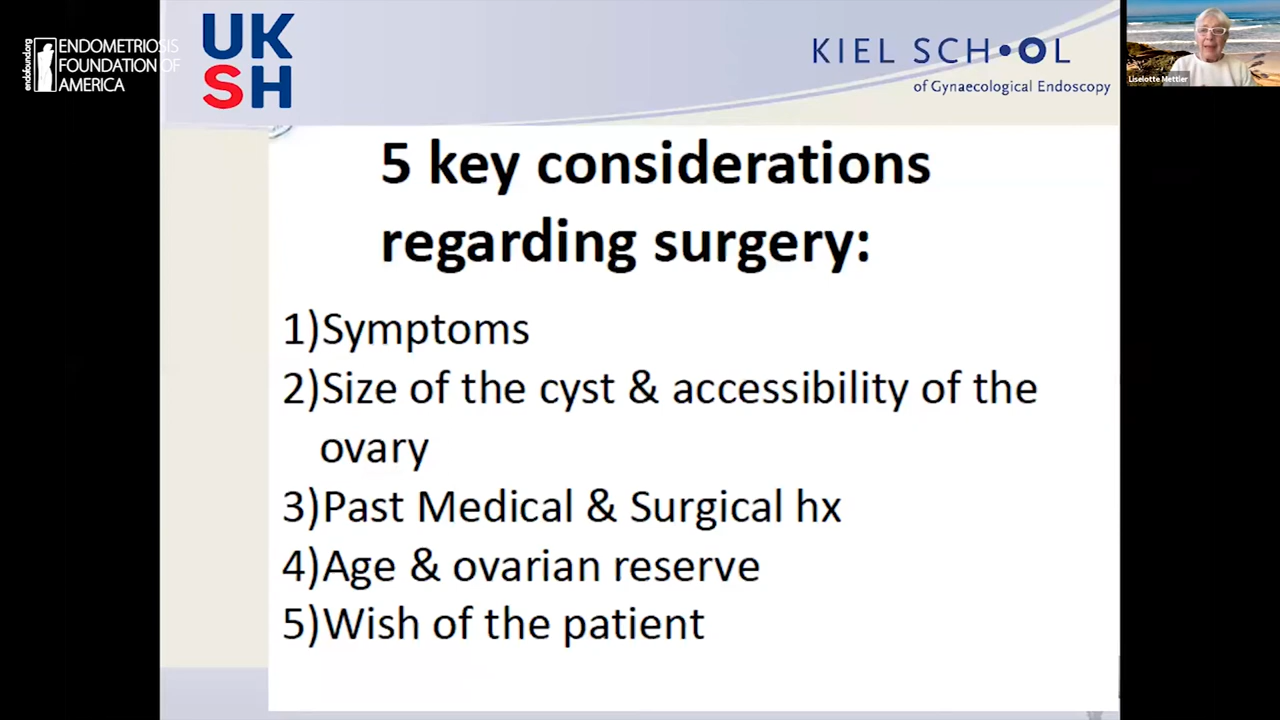 endofound.org
ENDOMETRIOSIS
FOUNDATION OF
AMERICA
UK
SH
KIEL SCHOOL
of Gynaecological Endoscopy
Liselotte Mettler
5 key considerations
regarding surgery:
1)Symptoms
2)Size of the cyst & accessibility of the
ovary
3)Past Medical & Surgical hx
4)Age & ovarian reserve
5)Wish of the patient